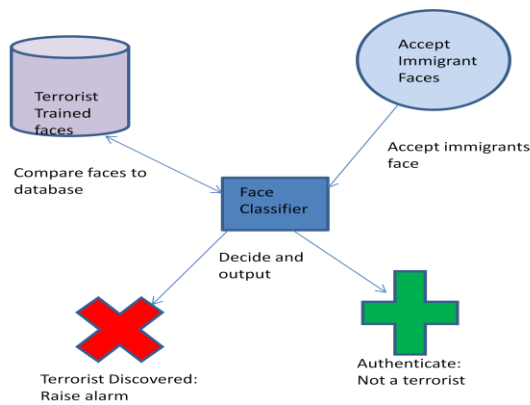 Terrorist
Trained
faces
Accept
Immigrant
Faces
Compare faces to
database
Accept immigrants
face
Face
Classifier
Decide and
output
Terrorist Discovered:
Raise alarm
Authenticate:
Not a terrorist